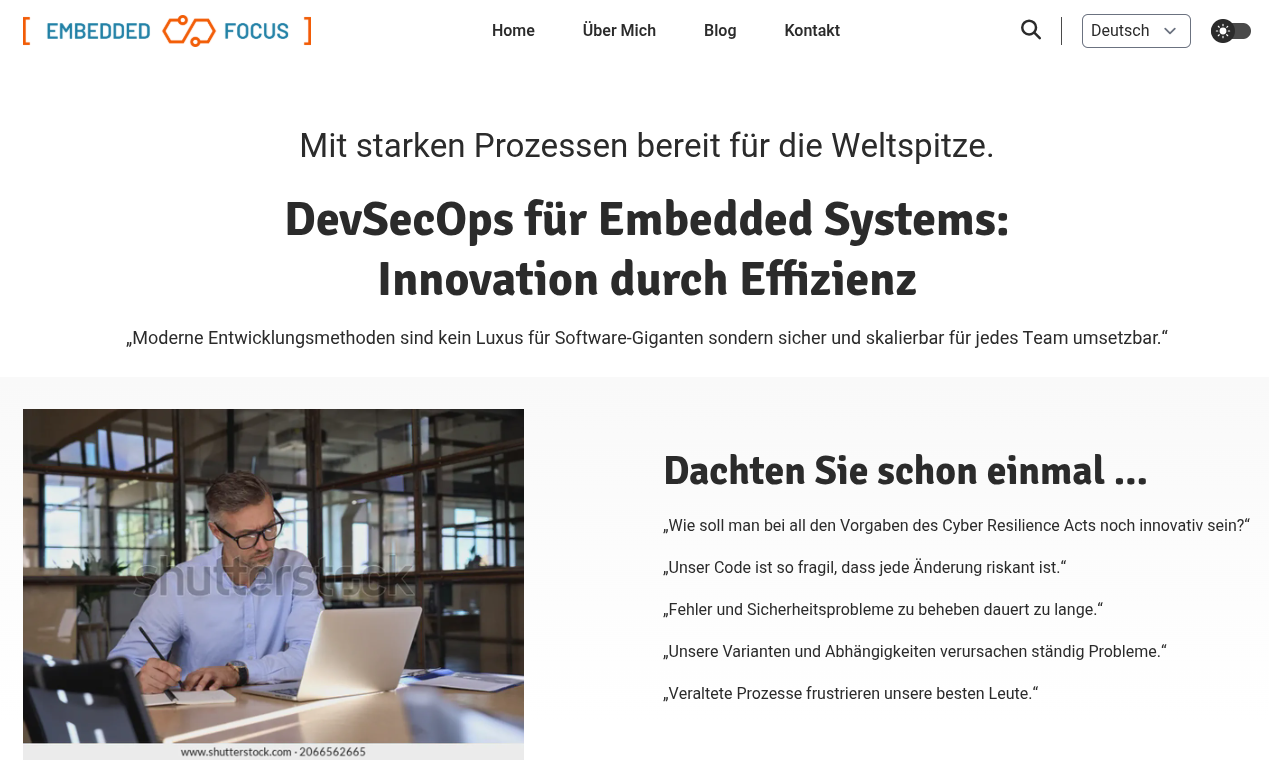 EMBEDDED FOCUS
Home
Über Mich
Blog
Kontakt
Deutsch
Mit starken Prozessen bereit für die Weltspitze.
DevSecOps für Embedded Systems:
Innovation durch Effizienz
„Moderne Entwicklungsmethoden sind kein Luxus für Software-Giganten sondern sicher und skalierbar für jedes Team umsetzbar.“
shutterstock
www.shutterstock.com · 2066562665
Dachten Sie schon einmal ...
„Wie soll man bei all den Vorgaben des Cyber Resilience Acts noch innovativ sein?“
„Unser Code ist so fragil, dass jede Änderung riskant ist.“
„Fehler und Sicherheitsprobleme zu beheben dauert zu lange.“
„Unsere Varianten und Abhängigkeiten verursachen ständig Probleme.“
„Veraltete Prozesse frustrieren unsere besten Leute.“